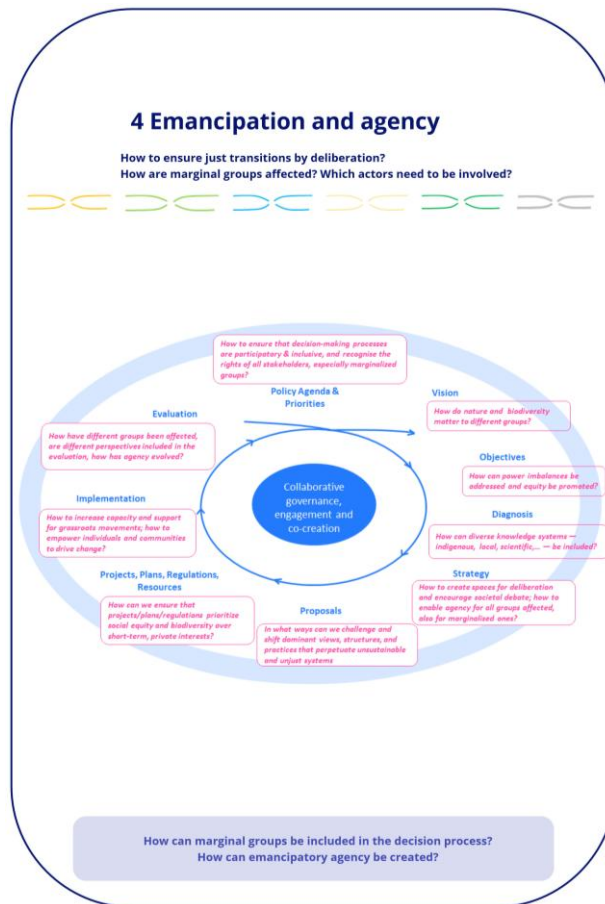 4 Emancipation and agency
How to ensure just transitions by deliberation?
How are marginal groups affected? Which actors need to be involved?
How to ensure that decision-making processes
are participatory & inclusive, and recognise the
rights of all stakeholders, especially marginalized
groups?
Policy Agenda &
Priorities
Vision
How do nature and biodiversity
matter to different groups?
Evaluation
How have different groups been affected,
are different perspectives included in the
evaluation, how has agency evolved?
Objectives
How can power imbalances be
addressed and equity be promoted?
Collaborative
governance,
engagement and
co-creation
Implementation
How to increase capacity and support
for grassroots movements; how to
empower individuals and communities
to drive change?
Diagnosis
How can diverse knowledge systems —
indigenous, local, scientific,... — be included?
Strategy
How to create spaces for deliberation
and encourage societal debate; how to
enable agency for all groups affected,
also for marginalised ones?
Projects, Plans, Regulations,
Resources
How can we ensure that
projects/plans/regulations prioritize
social equity and biodiversity over
short-term, private interests?
Proposals
In what ways can we challenge and
shift dominant views, structures, and
practices that perpetuate unsustainable
and unjust systems
How can marginal groups be included in the decision process?
How can emancipatory agency be created?